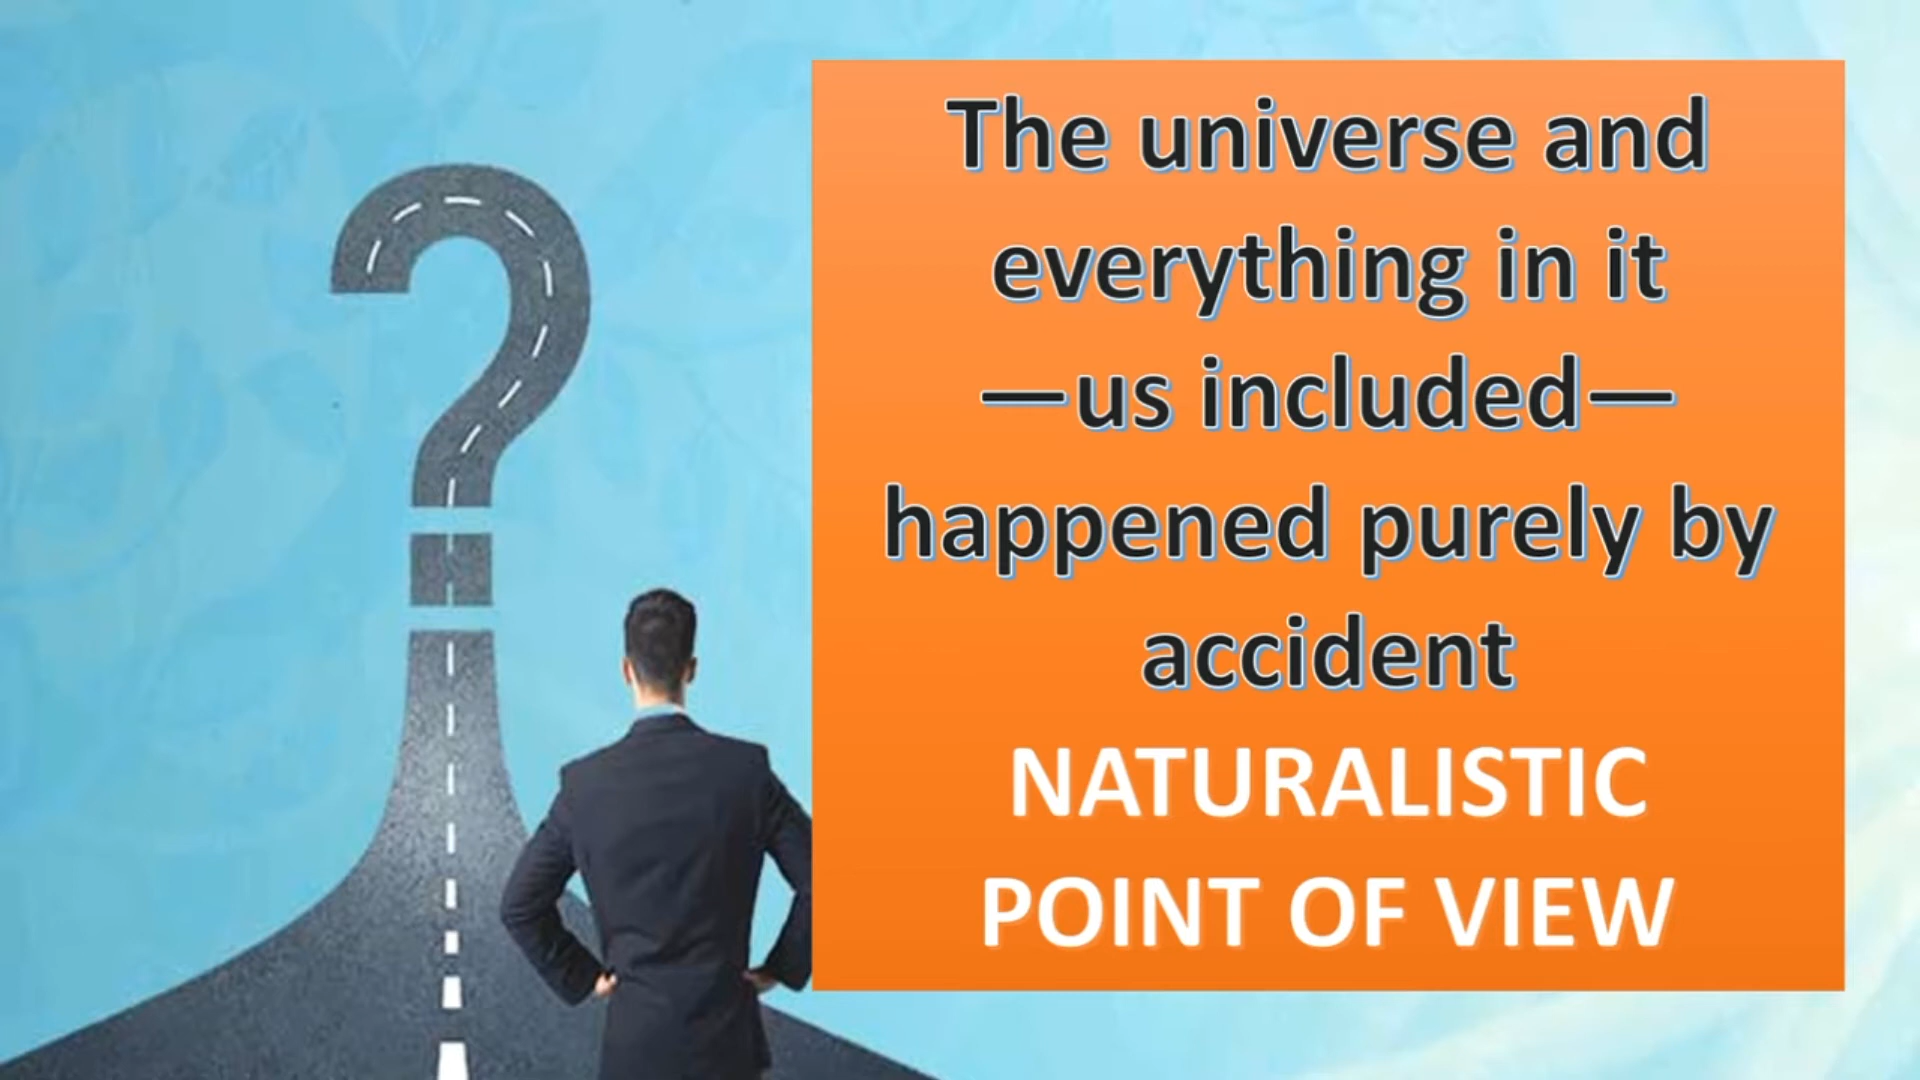 The universe and
everything in it
—us included—
happened purely by
accident
NATURALISTIC
POINT OF VIEW